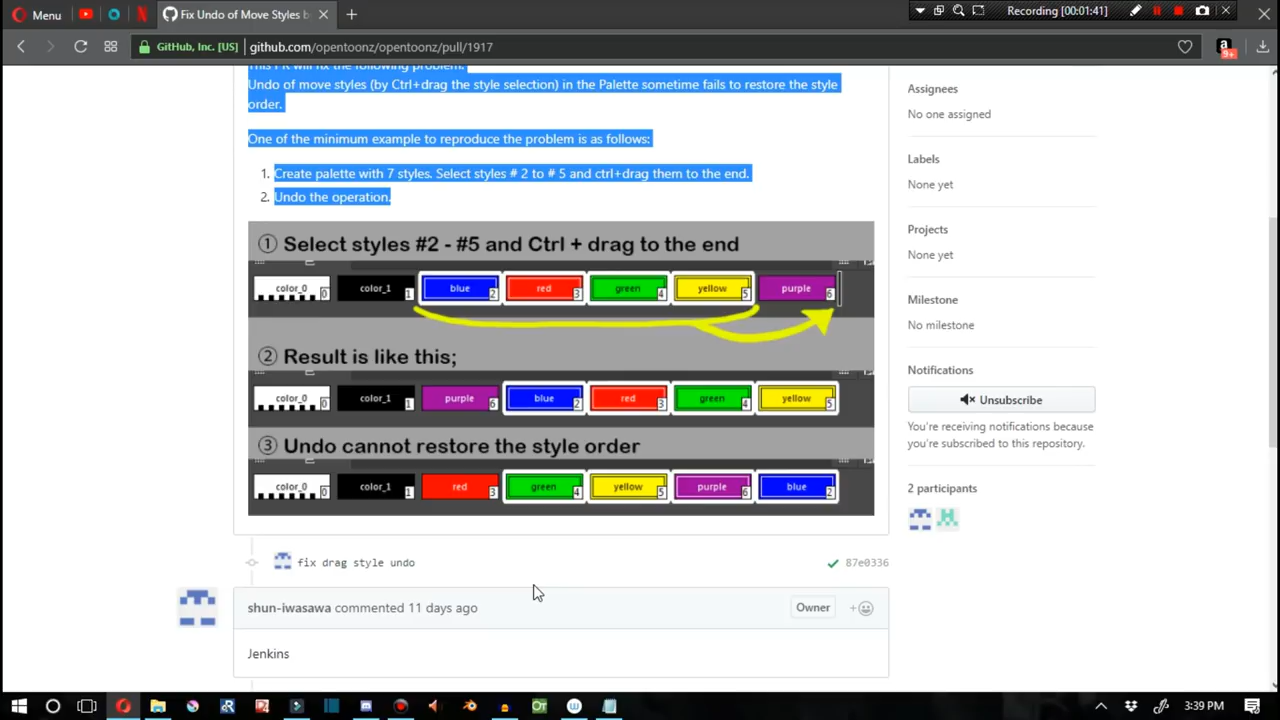 Menu
Fix Undo of Move Styles b
Recording [00:01:41]
GitHub, Inc. [US]
github.com/opentoonz/opentoonz/pull/1917
9+
This PR will fix the following problem:
Undo of move styles (by Ctrl+drag the style selection) in the Palette sometime fails to restore the style
order.
One of the minimum example to reproduce the problem is as follows:
1. Create palette with 7 styles. Select styles # 2 to # 5 and ctrl+drag them to the end.
2. Undo the operation.
① Select styles #2 - #5 and Ctrl + drag to the end
color_0 0 color_1 1 blue 2 red 3 green 4 yellow 5 purple 6
② Result is like this;
color_0 0 color_1 1 purple 6 blue 2 red 3 green 4 yellow 5
③ Undo cannot restore the style order
color_0 0 color_1 1 red 3 green 4 yellow 5 purple 6 blue 2
fix drag style undo
87e0336
shun-iwasawa commented 11 days ago
Owner
Jenkins
Assignees
No one assigned
Labels
None yet
Projects
None yet
Milestone
No milestone
Notifications
Unsubscribe
You're receiving notifications because
you're subscribed to this repository.
2 participants
OT
3:39 PM